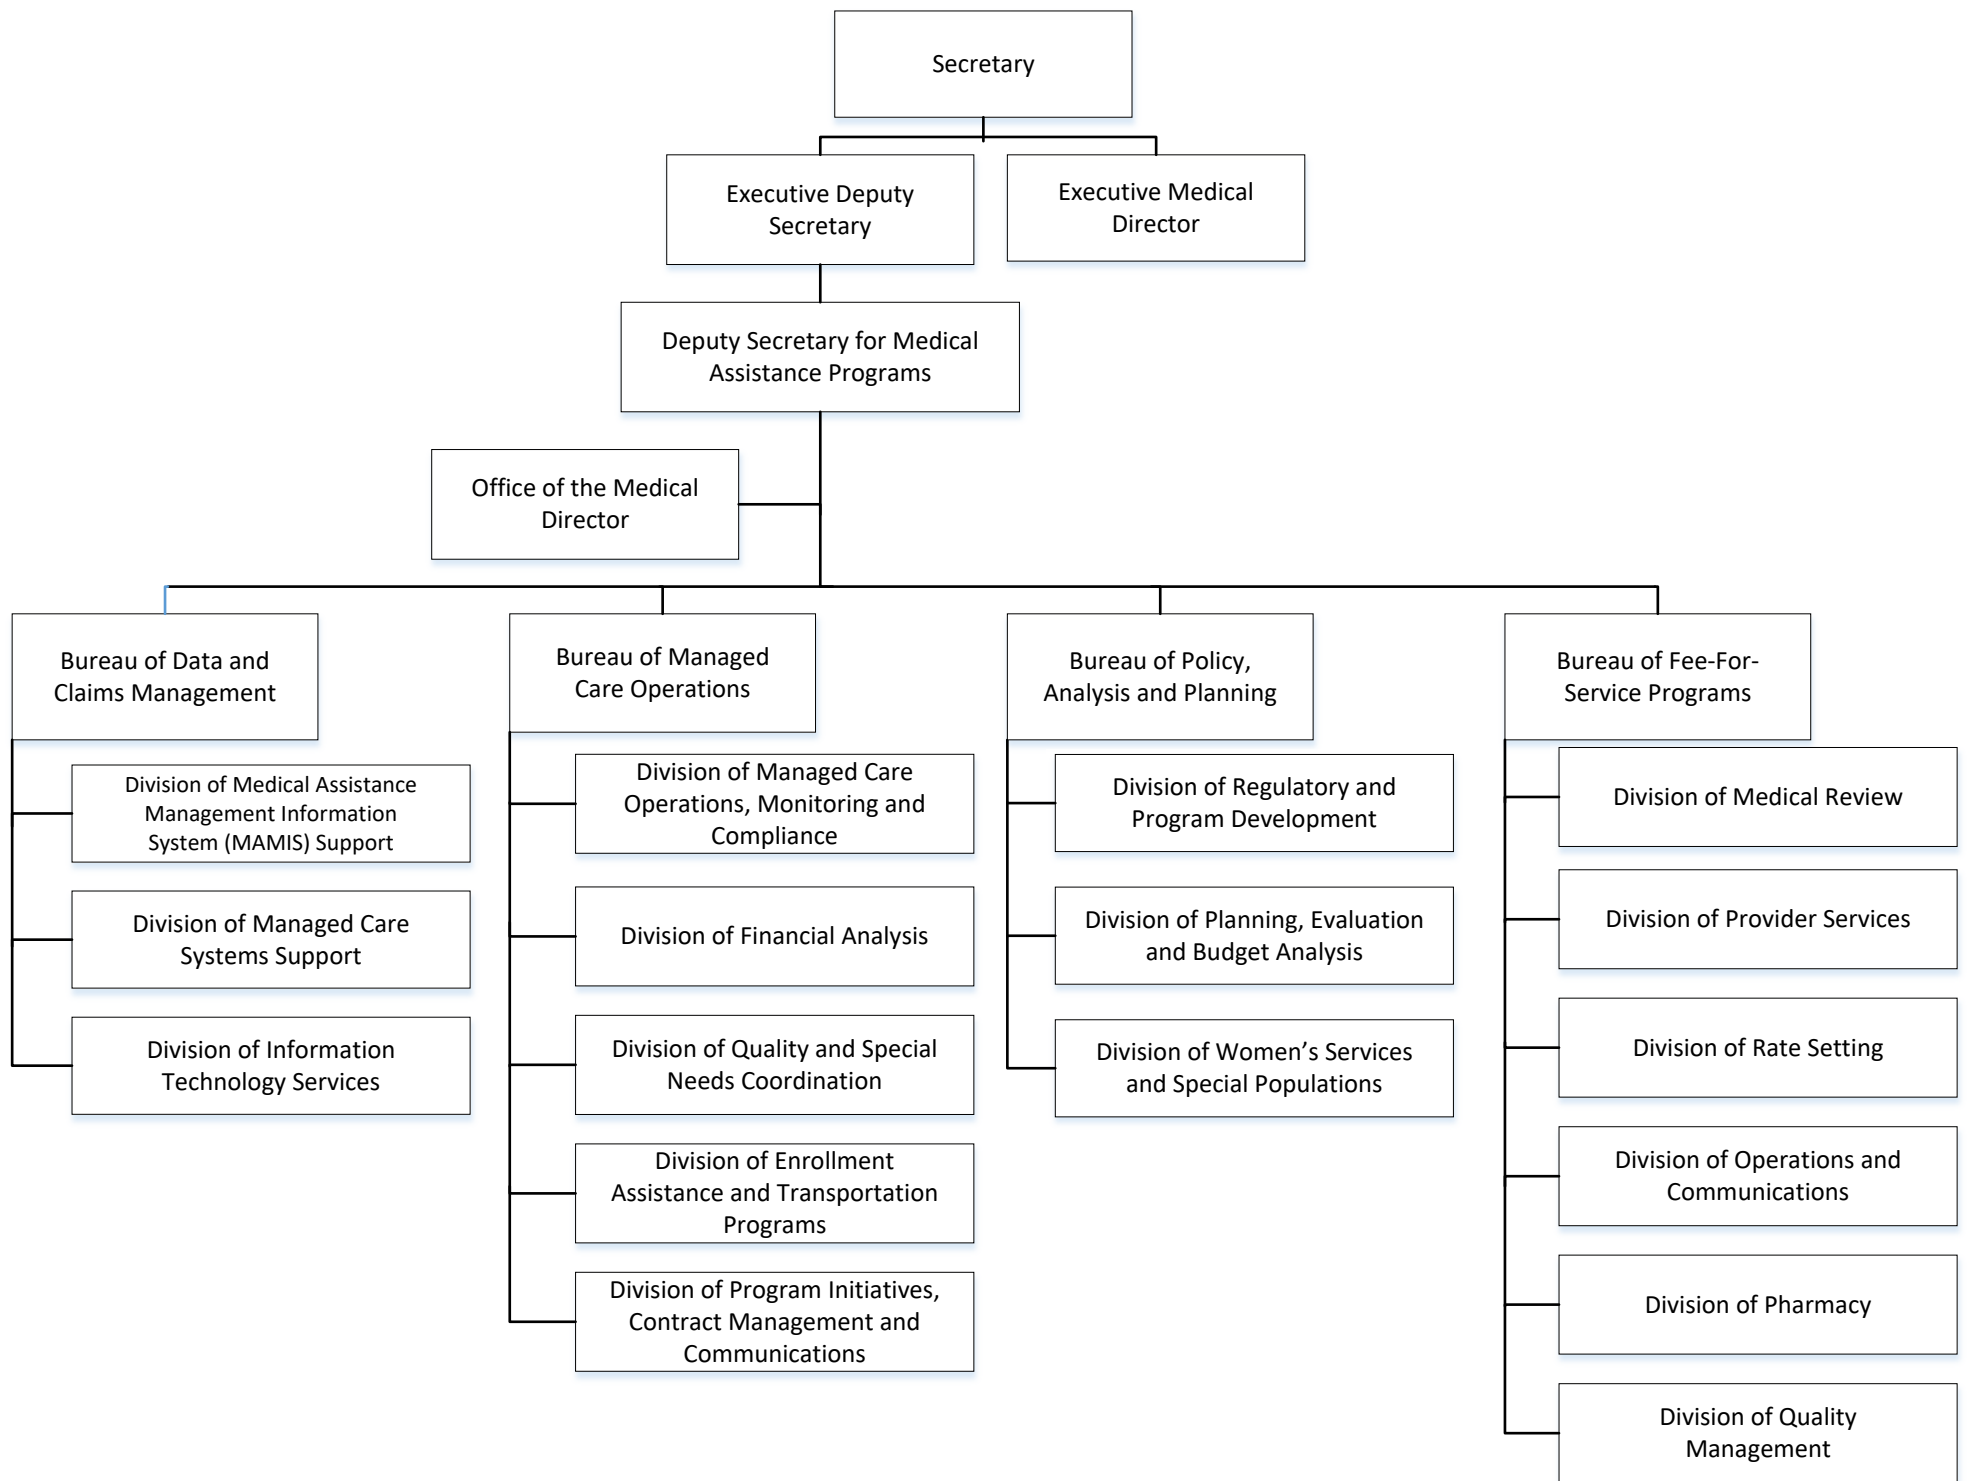 Secretary
Executive Deputy
Secretary
Executive Medical
Director
Deputy Secretary for Medical
Assistance Programs
Office of the Medical
Director
Bureau of Data and
Claims Management
Division of Medical Assistance
Management Information
System (MAMIS) Support
Division of Managed Care
Systems Support
Division of Information
Technology Services
Bureau of Managed
Care Operations
Division of Managed Care
Operations, Monitoring and
Compliance
Division of Financial Analysis
Division of Quality and Special
Needs Coordination
Division of Enrollment
Assistance and Transportation
Programs
Division of Program Initiatives,
Contract Management and
Communications
Bureau of Policy,
Analysis and Planning
Division of Regulatory and
Program Development
Division of Planning, Evaluation
and Budget Analysis
Division of Women’s Services
and Special Populations
Bureau of Fee-For-
Service Programs
Division of Medical Review
Division of Provider Services
Division of Rate Setting
Division of Operations and
Communications
Division of Pharmacy
Division of Quality
Management